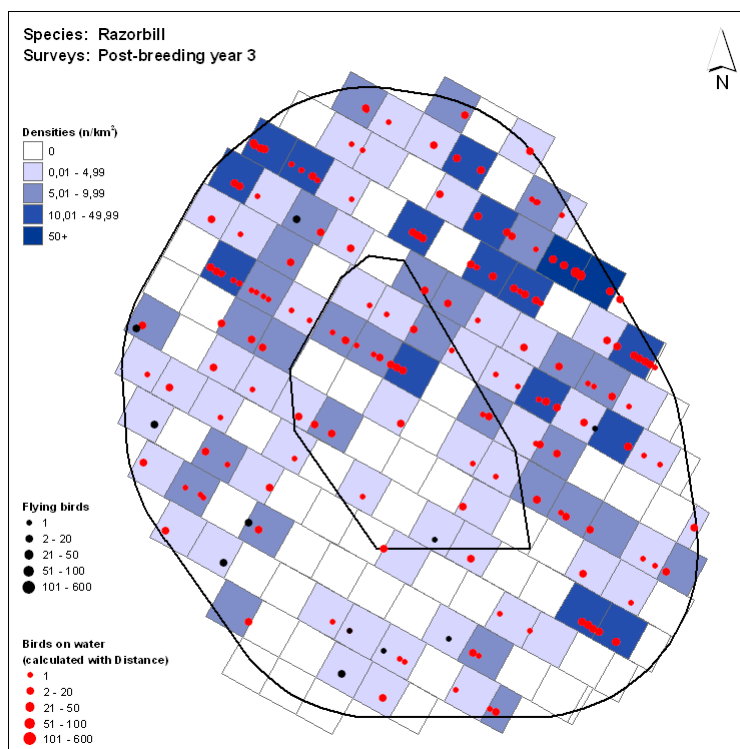 Species: Razorbill
Surveys: Post-breeding year 3
N
Densities (n/km²)
0
0,01 - 4,99
5,01 - 9,99
10,01 - 49,99
50+
Flying birds
1
2 - 20
21 - 50
51 - 100
101 - 600
Birds on water
(calculated with Distance)
1
2 - 20
21 - 50
51 - 100
101 - 600